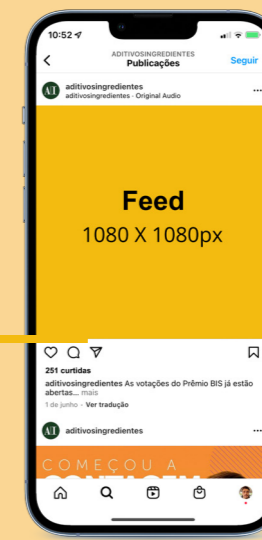 10:52
ADITIVOSINGREDIENTES
Publicações
Seguir
AI
aditivosingredientes
aditivosingredientes · Original Audio
Feed
1080 X 1080px
251 curtidas
aditivosingredientes As votações do Prêmio BIS já estão
abertas... mais
1 de junho · Ver tradução
AI
aditivosingredientes
COMEÇOU A
CONTAGEM